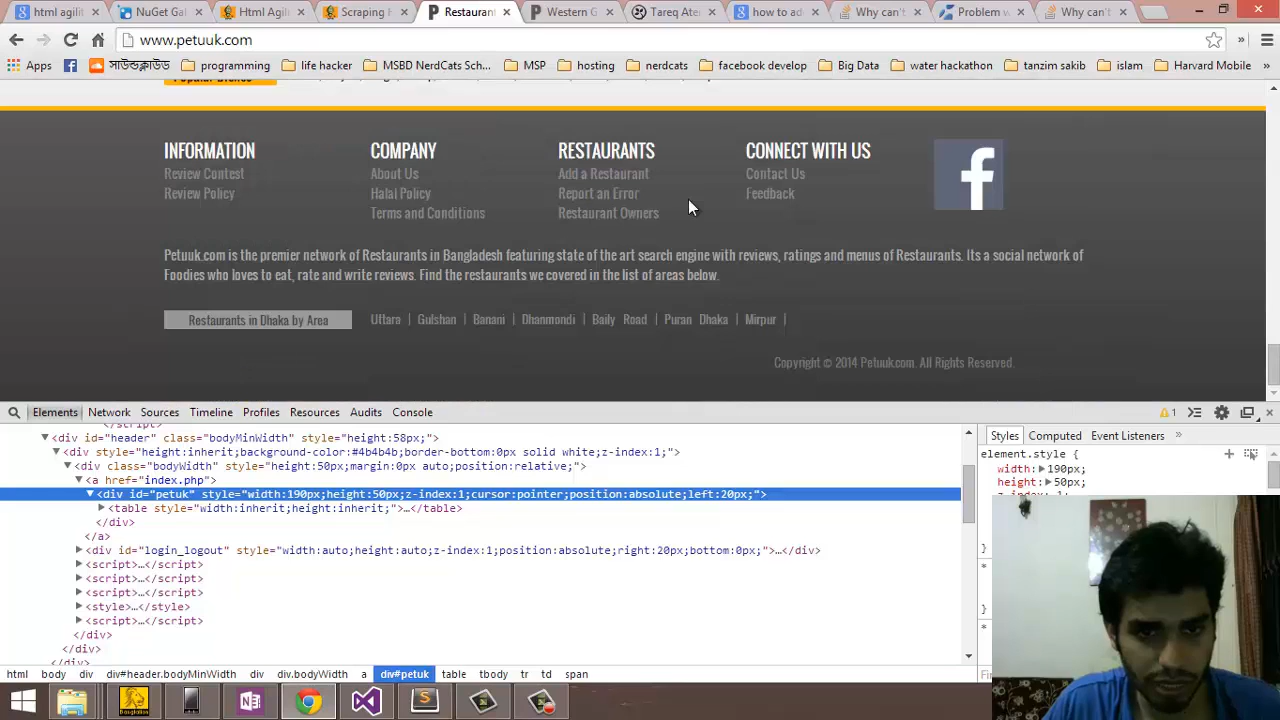 html agilit
NuGet Gal
Html Agili
Scraping H
Restauran
Western G
Tareq Ate
how to ad
Why can't
Problem w
Why can't
www.petuuk.com
Apps
সাউন্ডক্লাউড
programming
life hacker
MSBD NerdCats Sch...
MSP
hosting
nerdcats
facebook develop
Big Data
water hackathon
tanzim sakib
islam
Harvard Mobile
INFORMATION
Review Contest
Review Policy
COMPANY
About Us
Halal Policy
Terms and Conditions
RESTAURANTS
Add a Restaurant
Report an Error
Restaurant Owners
CONNECT WITH US
Contact Us
Feedback
Petuuk.com is the premier network of Restaurants in Bangladesh featuring state of the art search engine with reviews, ratings and menus of Restaurants. Its a social network of
Foodies who loves to eat, rate and write reviews. Find the restaurants we covered in the list of areas below.
Restaurants in Dhaka by Area
Uttara | Gulshan | Banani | Dhanmondi | Baily Road | Puran Dhaka | Mirpur |
Copyright © 2014 Petuuk.com. All Rights Reserved.
Elements Network Sources Timeline Profiles Resources Audits Console
1
<div id="header" class="bodyMinWidth" style="height:58px;">
<div style="height:inherit;background-color:#4b4b4b;border-bottom:0px solid white;z-index:1;">
<div class="bodyWidth" style="height:50px;margin:0px auto;position:relative;">
<a href="index.php">
<div id="petuk" style="width:190px;height:50px;z-index:1;cursor:pointer;position:absolute;left:20px;">
<table style="width:inherit;height:inherit;">…</table>
</div>
</a>
<div id="login_logout" style="width:auto;height:auto;z-index:1;position:absolute;right:20px;bottom:0px;">…</div>
<script>…</script>
<script>…</script>
<script>…</script>
<style>…</style>
<script>…</script>
</div>
</div>
html body div div#header.bodyMinWidth div div.bodyWidth a div#petuk table tbody tr td span
Styles Computed Event Listeners
element.style {
width: 190px;
height: 50px;
}
}